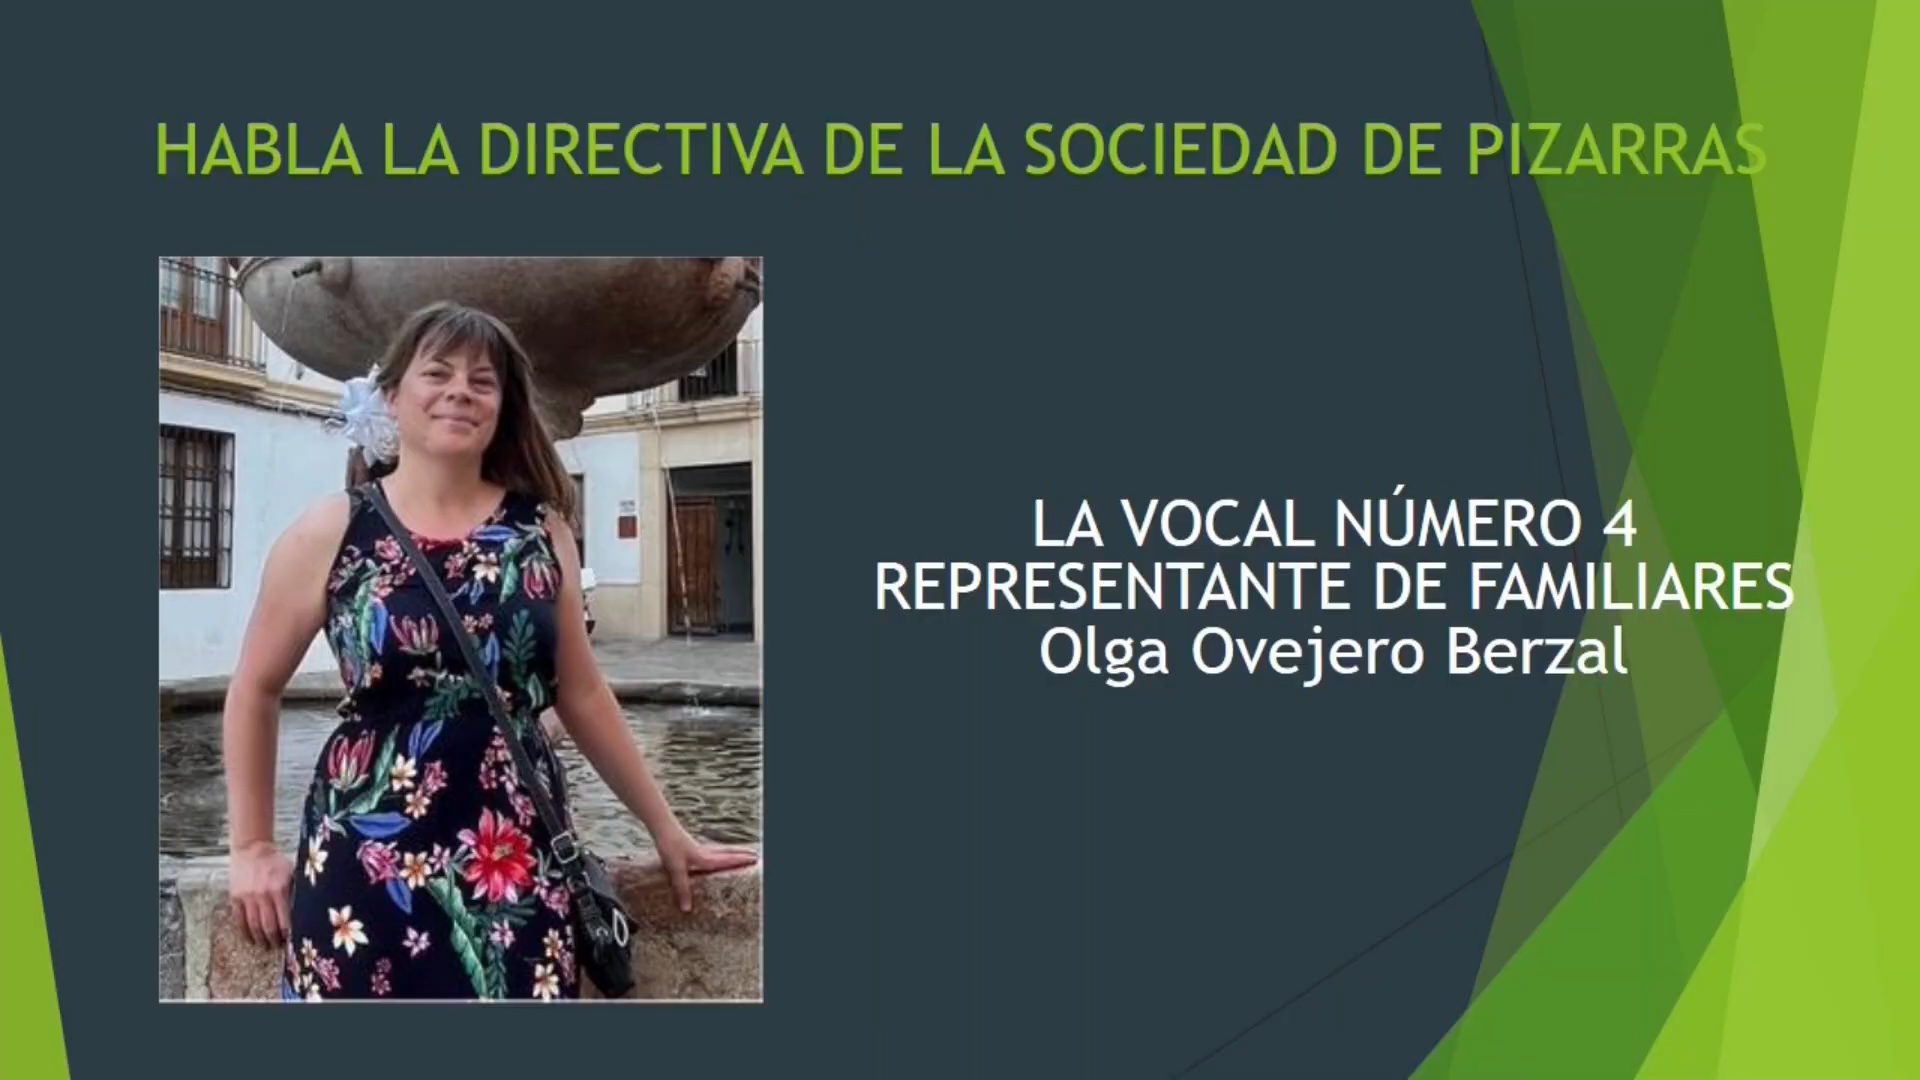 HABLA LA DIRECTIVA DE LA SOCIEDAD DE PIZARRAS
LA VOCAL NÚMERO 4
REPRESENTANTE DE FAMILIARES
Olga Ovejero Berzal